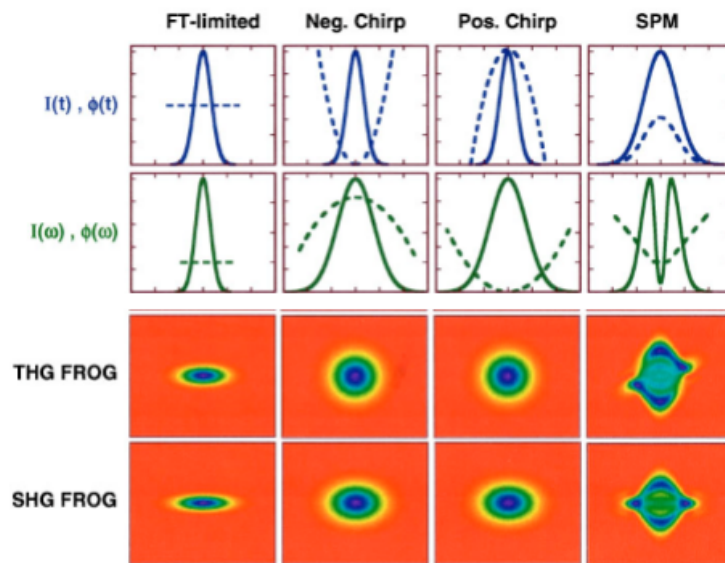 FT-limited Neg. Chirp Pos. Chirp SPM
I(t) , ϕ(t)
I(ω) , ϕ(ω)
THG FROG
SHG FROG